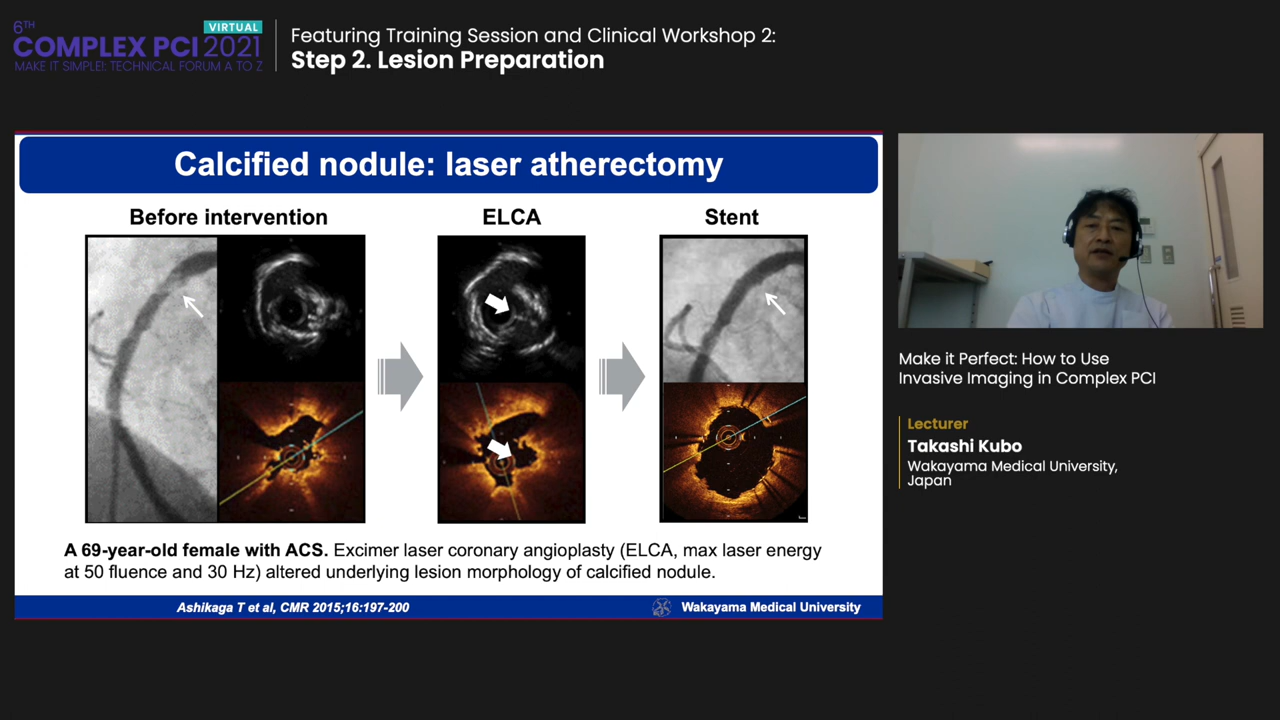 6TH
VIRTUAL
COMPLEX PCI 2021
MAKE IT SIMPLE!: TECHNICAL FORUM A TO Z
Featuring Training Session and Clinical Workshop 2:
Step 2. Lesion Preparation
Calcified nodule: laser atherectomy
Before intervention
ELCA
Stent
A 69-year-old female with ACS. Excimer laser coronary angioplasty (ELCA, max laser energy
at 50 fluence and 30 Hz) altered underlying lesion morphology of calcified nodule.
Ashikaga T et al, CMR 2015;16:197-200
Wakayama Medical University
Make it Perfect: How to Use
Invasive Imaging in Complex PCI
Lecturer
Takashi Kubo
Wakayama Medical University,
Japan